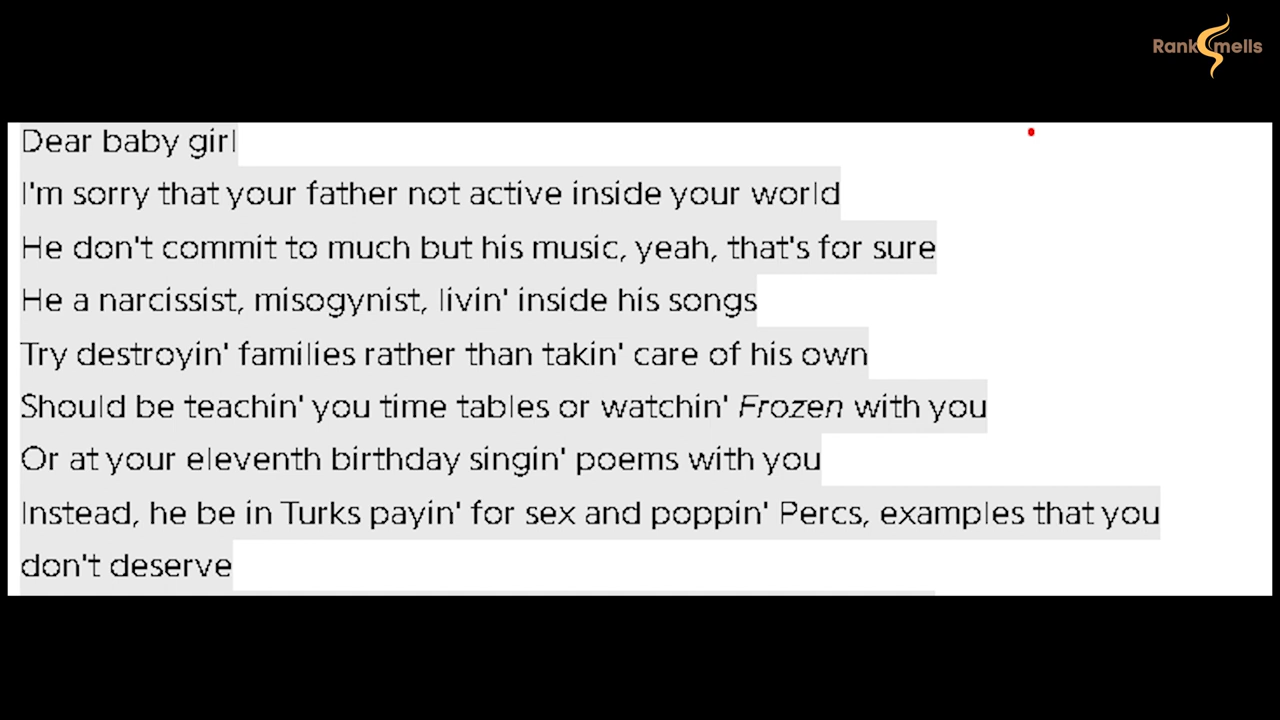 Rank Smells
Dear baby girl
I'm sorry that your father not active inside your world
He don't commit to much but his music, yeah, that's for sure
He a narcissist, misogynist, livin' inside his songs
Try destroyin' families rather than takin' care of his own
Should be teachin' you time tables or watchin' Frozen with you
Or at your eleventh birthday singin' poems with you
Instead, he be in Turks payin' for sex and poppin' Percs, examples that you
don't deserve